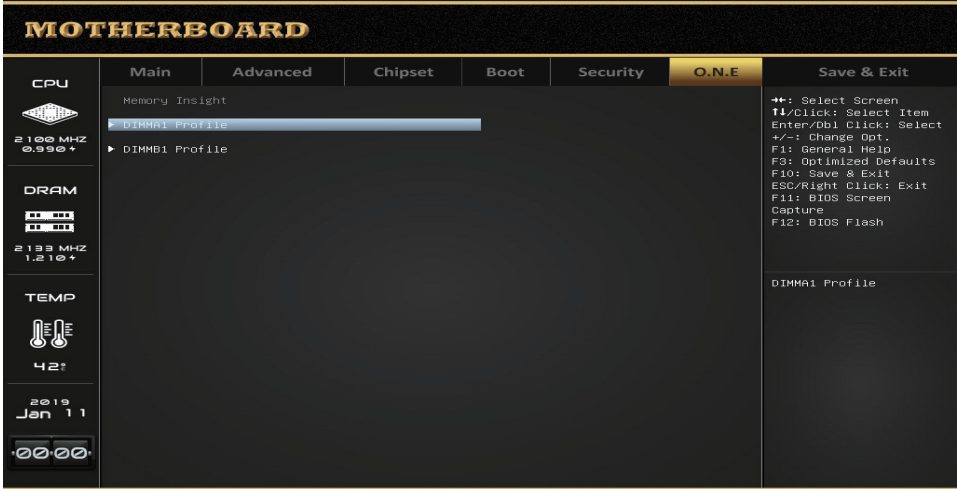 MOTHERBOARD
Main Advanced Chipset Boot Security O.N.E Save & Exit
CPU
2100 MHZ
0.990
DRAM
2133 MHZ
1.210
TEMP
42°
2019
Jan 11
00:00
Memory Insight
▶ DIMMA1 Profile
▶ DIMMB1 Profile
→←: Select Screen
↑↓/Click: Select Item
Enter/Dbl Click: Select
+/-: Change Opt.
F1: General Help
F3: Optimized Defaults
F10: Save & Exit
ESC/Right Click: Exit
F11: BIOS Screen
Capture
F12: BIOS Flash
DIMMA1 Profile